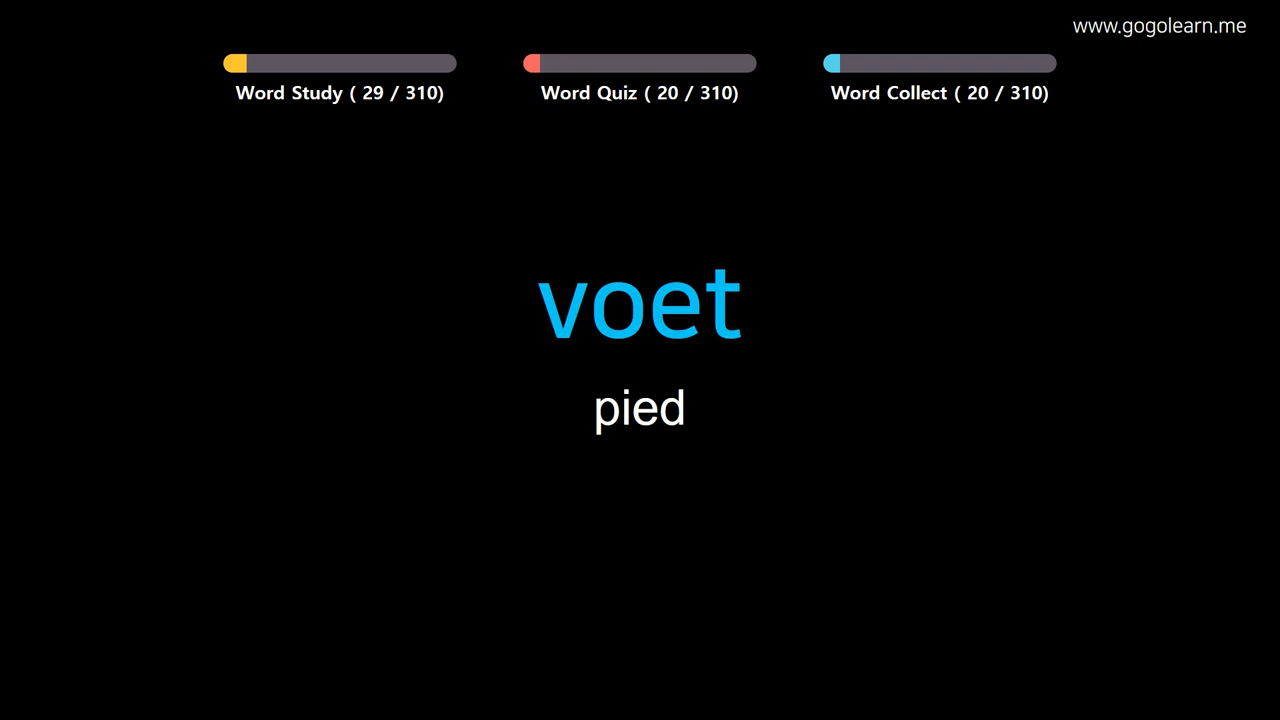 www.gogolearn.me
Word Study ( 29 / 310)
Word Quiz ( 20 / 310)
Word Collect ( 20 / 310)
voet
pied